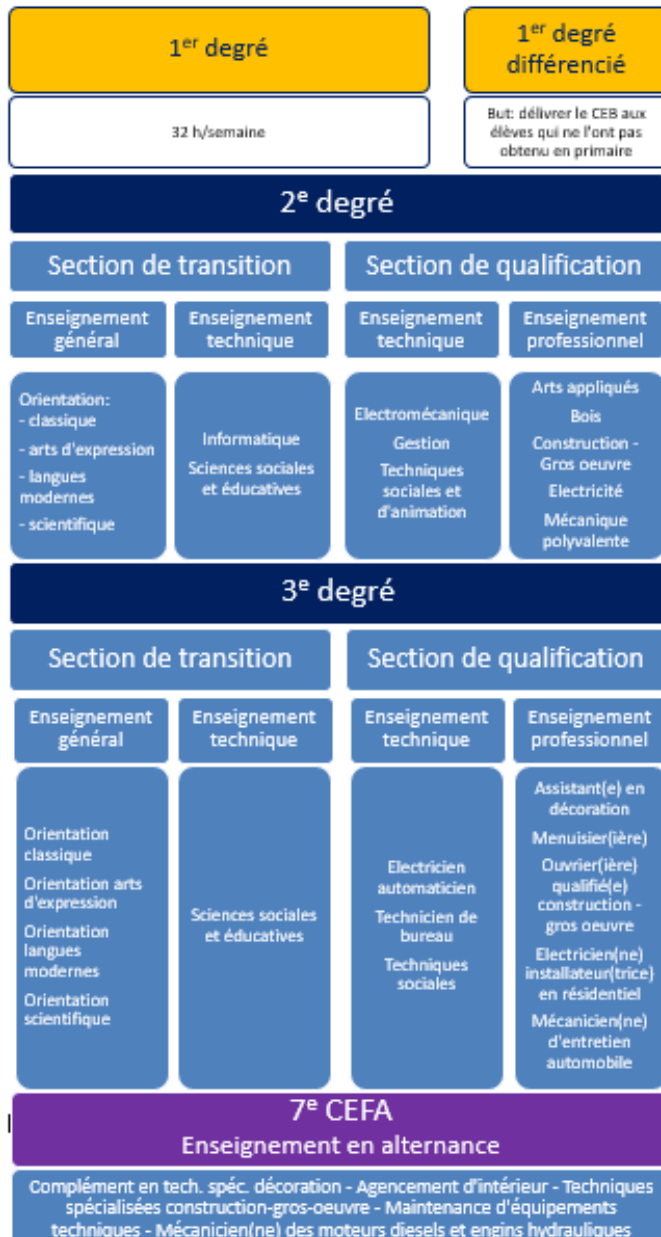 1er degré
1er degré
différencié
32 h/semaine
But: délivrer le CEB aux
élèves qui ne l'ont pas
obtenu en primaire
2e degré
Section de transition
Section de qualification
Enseignement
général
Enseignement
technique
Enseignement
technique
Enseignement
professionnel
Orientation:
- classique
- arts d'expression
- langues
modernes
- scientifique
Informatique
Sciences sociales
et éducatives
Electromécanique
Gestion
Techniques
sociales et
d'animation
Arts appliqués
Bois
Construction -
Gros oeuvre
Electricité
Mécanique
polyvalente
3e degré
Section de transition
Section de qualification
Enseignement
général
Enseignement
technique
Enseignement
technique
Enseignement
professionnel
Orientation
classique
Orientation arts
d'expression
Orientation
langues
modernes
Orientation
scientifique
Sciences sociales
et éducatives
Electricien
automaticien
Technicien de
bureau
Techniques
sociales
Assistant(e) en
décoration
Menuisier(ière)
Ouvrier(ière)
qualifié(e)
construction -
gros oeuvre
Electricien(ne)
installateur(trice)
en résidentiel
Mécanicien(ne)
d'entretien
automobile
7e CEFA
Enseignement en alternance
Complément en tech. spéc. décoration - Agencement d'intérieur - Techniques
spécialisées construction-gros-oeuvre - Maintenance d'équipements
techniques - Mécanicien(ne) des moteurs diesels et engins hydrauliques